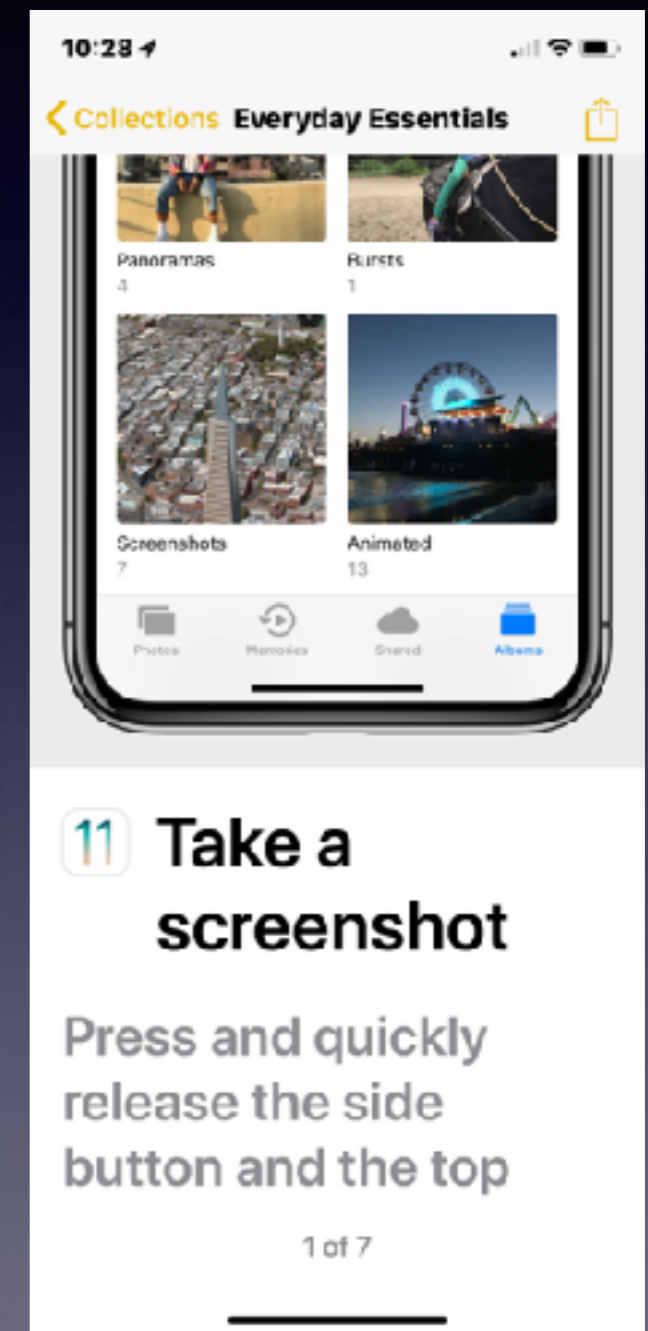 10:28
Collections Everyday Essentials
Panoramas Bursts
4 1
Screenshots Animated
7 13
Photos Memories Shared Albums
11 Take a
screenshot
Press and quickly
release the side
button and the top
1 of 7